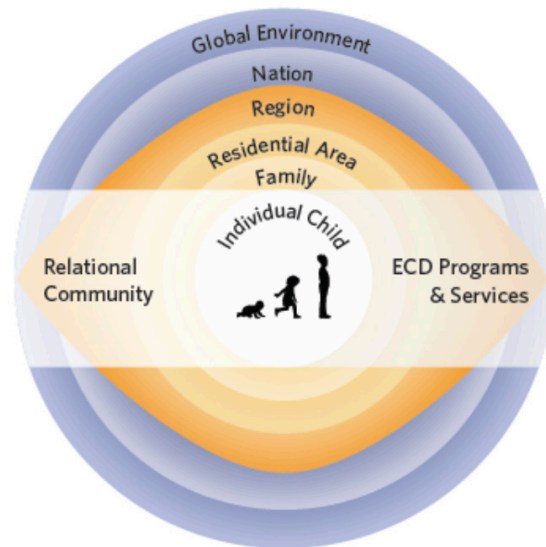 Global Environment
Nation
Region
Residential Area
Family
Individual Child
Relational
Community
ECD Programs
& Services